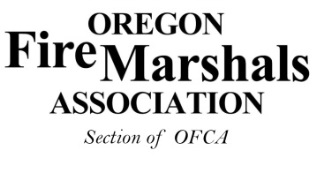 OREGON
Fire Marshals
ASSOCIATION
Section of OFCA